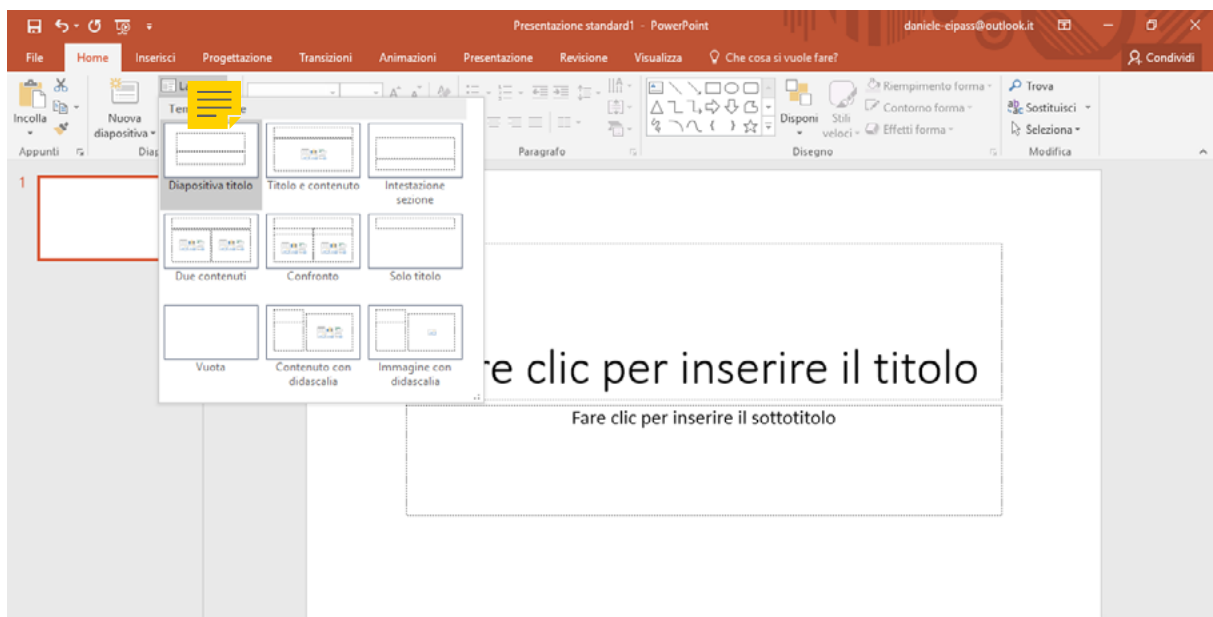 Presentazione standard1 - PowerPoint
daniele-eipass@outlook.it
File Home Inserisci Progettazione Transizioni Animazioni Presentazione Revisione Visualizza Che cosa si vuole fare? Condividi
Incolla
Nuova
diapositiva
Disponi
Stili
veloci
Riempimento forma
Contorno forma
Effetti forma
Trova
Sostituisci
Seleziona
Appunti
Paragrafo
Disegno
Modifica
1
Diapositiva titolo
Titolo e contenuto
Intestazione
sezione
Due contenuti
Confronto
Solo titolo
Vuota
Contenuto con
didascalia
Immagine con
didascalia
clic per inserire il titolo
Fare clic per inserire il sottotitolo